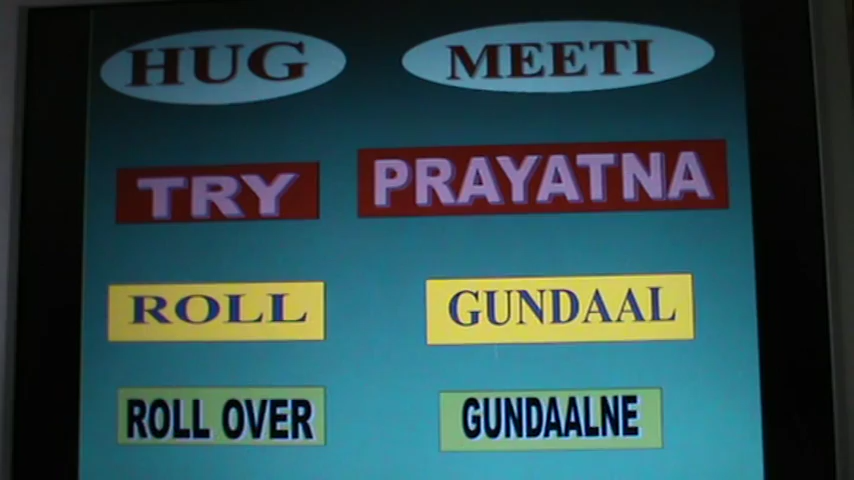 HUG MEETI
TRY PRAYATNA
ROLL GUNDAAL
ROLL OVER GUNDAALNE